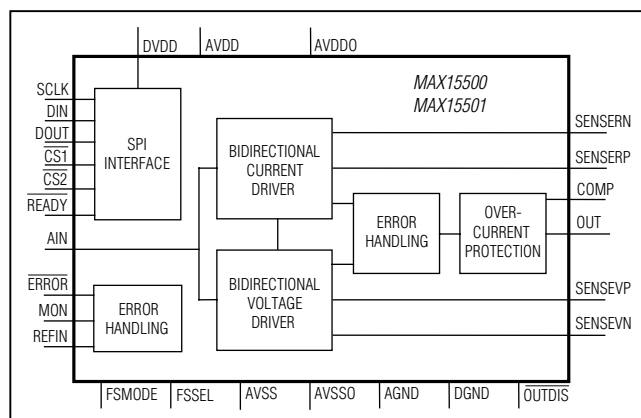 DVDD AVDD AVDDO
MAX15500
MAX15501
SCLK
DIN
DOUT
CS1
CS2
READY
AIN
ERROR
MON
REFIN
SPI
INTERFACE
ERROR
HANDLING
BIDIRECTIONAL
CURRENT
DRIVER
BIDIRECTIONAL
VOLTAGE
DRIVER
ERROR
HANDLING
OVER-
CURRENT
PROTECTION
SENSERN
SENSERP
COMP
OUT
SENSEVP
SENSEVN
FSMODE FSSEL AVSS AVSSO AGND DGND OUTDIS